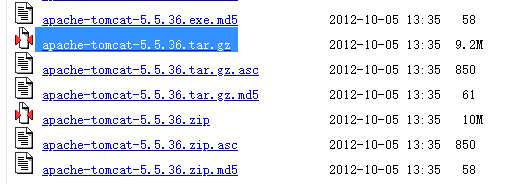 apache-tomcat-5.5.36.exe.md5 2012-10-05 13:35 58
apache-tomcat-5.5.36.tar.gz 2012-10-05 13:35 9.2M
apache-tomcat-5.5.36.tar.gz.asc 2012-10-05 13:35 850
apache-tomcat-5.5.36.tar.gz.md5 2012-10-05 13:35 61
apache-tomcat-5.5.36.zip 2012-10-05 13:35 10M
apache-tomcat-5.5.36.zip.asc 2012-10-05 13:35 850
apache-tomcat-5.5.36.zip.md5 2012-10-05 13:35 58